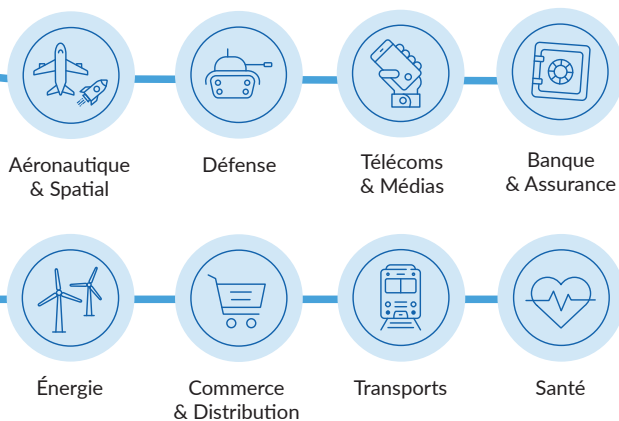 Aéronautique
& Spatial
Défense
Télécoms
& Médias
Banque
& Assurance
Énergie
Commerce
& Distribution
Transports
Santé